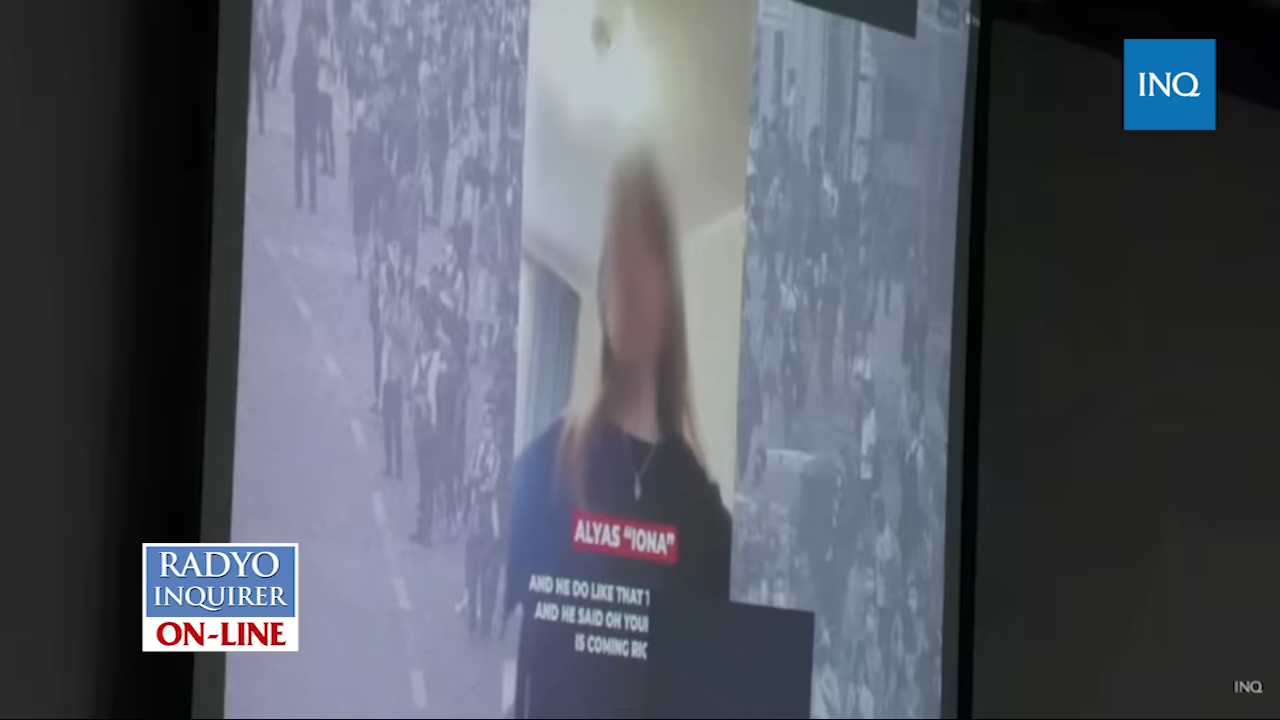 INQ
ALYAS “IONA”
AND HE DO LIKE THAT
AND HE SAID OH
IS COMING
RADYO
INQUIRER
ON-LINE
INQ